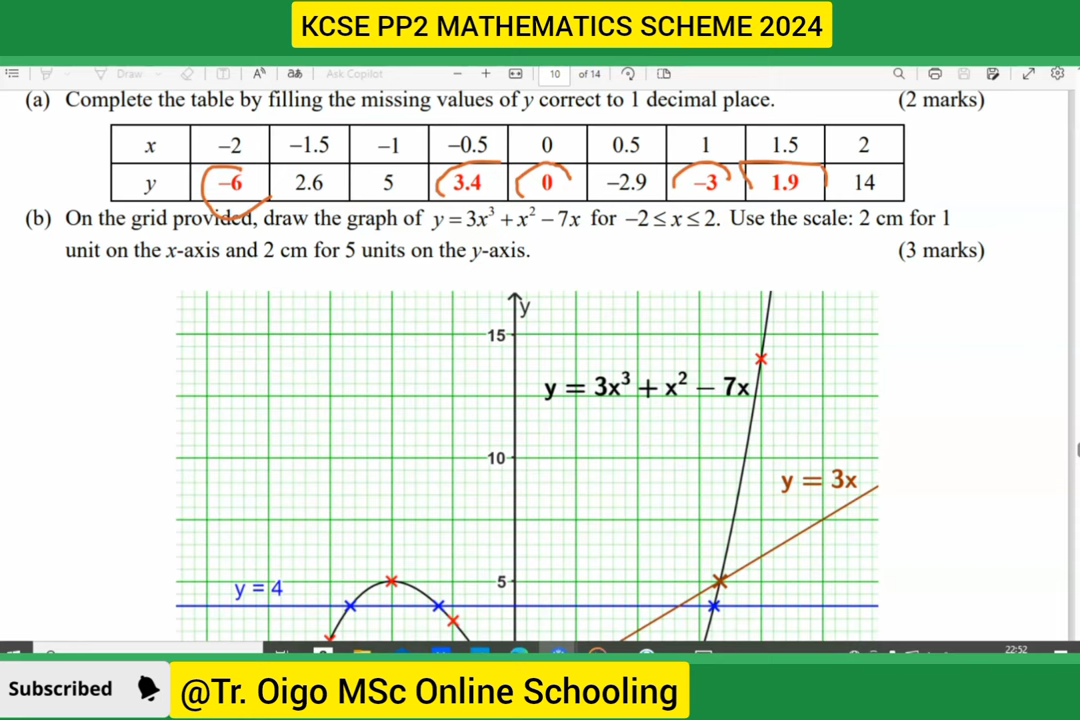 KCSE PP2 MATHEMATICS SCHEME 2024
Draw
Ask Copilot
10 of 14
(a) Complete the table by filling the missing values of y correct to 1 decimal place. (2 marks)
x −2 −1.5 −1 −0.5 0 0.5 1 1.5 2
y −6 2.6 5 3.4 0 −2.9 −3 1.9 14
(b) On the grid provided, draw the graph of y = 3x³ + x² − 7x for −2 ≤ x ≤ 2. Use the scale: 2 cm for 1
unit on the x-axis and 2 cm for 5 units on the y-axis. (3 marks)
y
15
y = 3x³ + x² − 7x
10
y = 3x
5
y = 4
22:52
Subscribed
@Tr. Oigo MSc Online Schooling